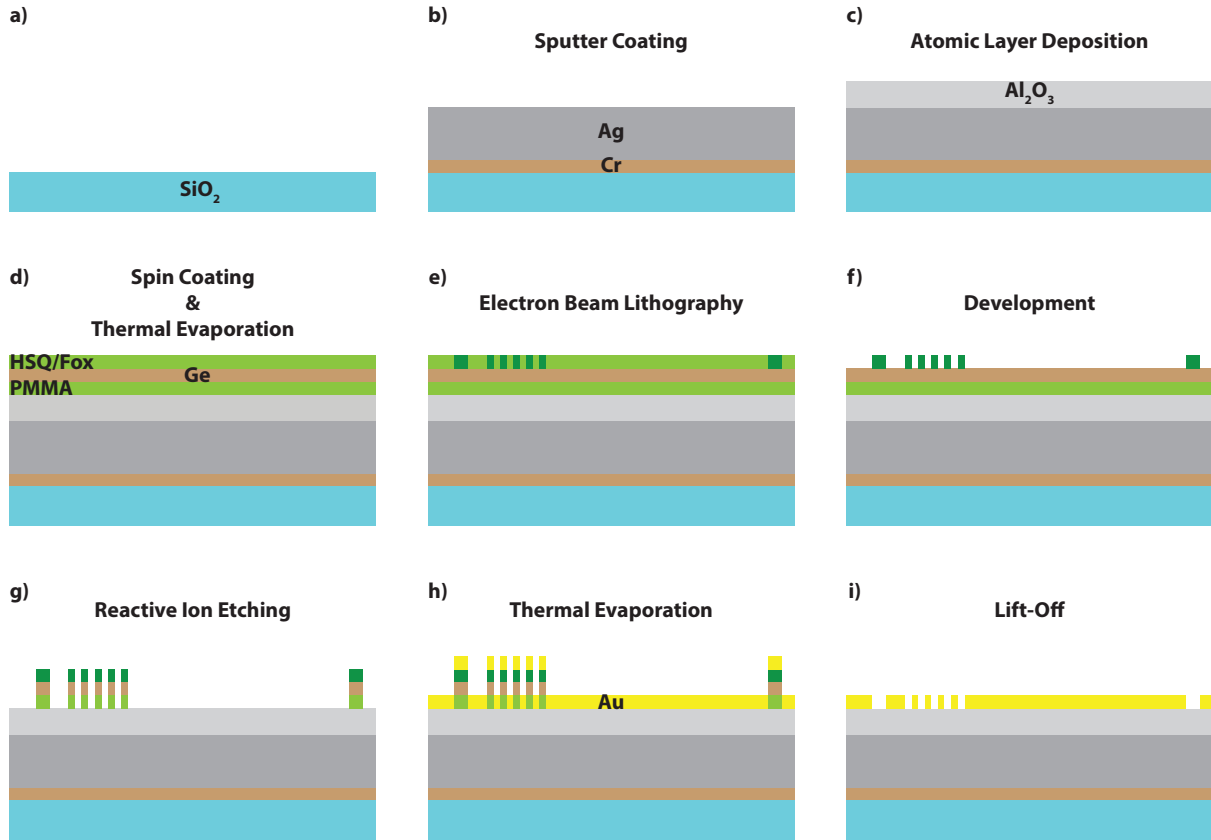 a)
SiO₂
b)
Sputter Coating
Ag
Cr
c)
Atomic Layer Deposition
Al₂O₃
d)
Spin Coating
&
Thermal Evaporation
HSQ/Fox
Ge
PMMA
e)
Electron Beam Lithography
f)
Development
g)
Reactive Ion Etching
h)
Thermal Evaporation
Au
i)
Lift-Off